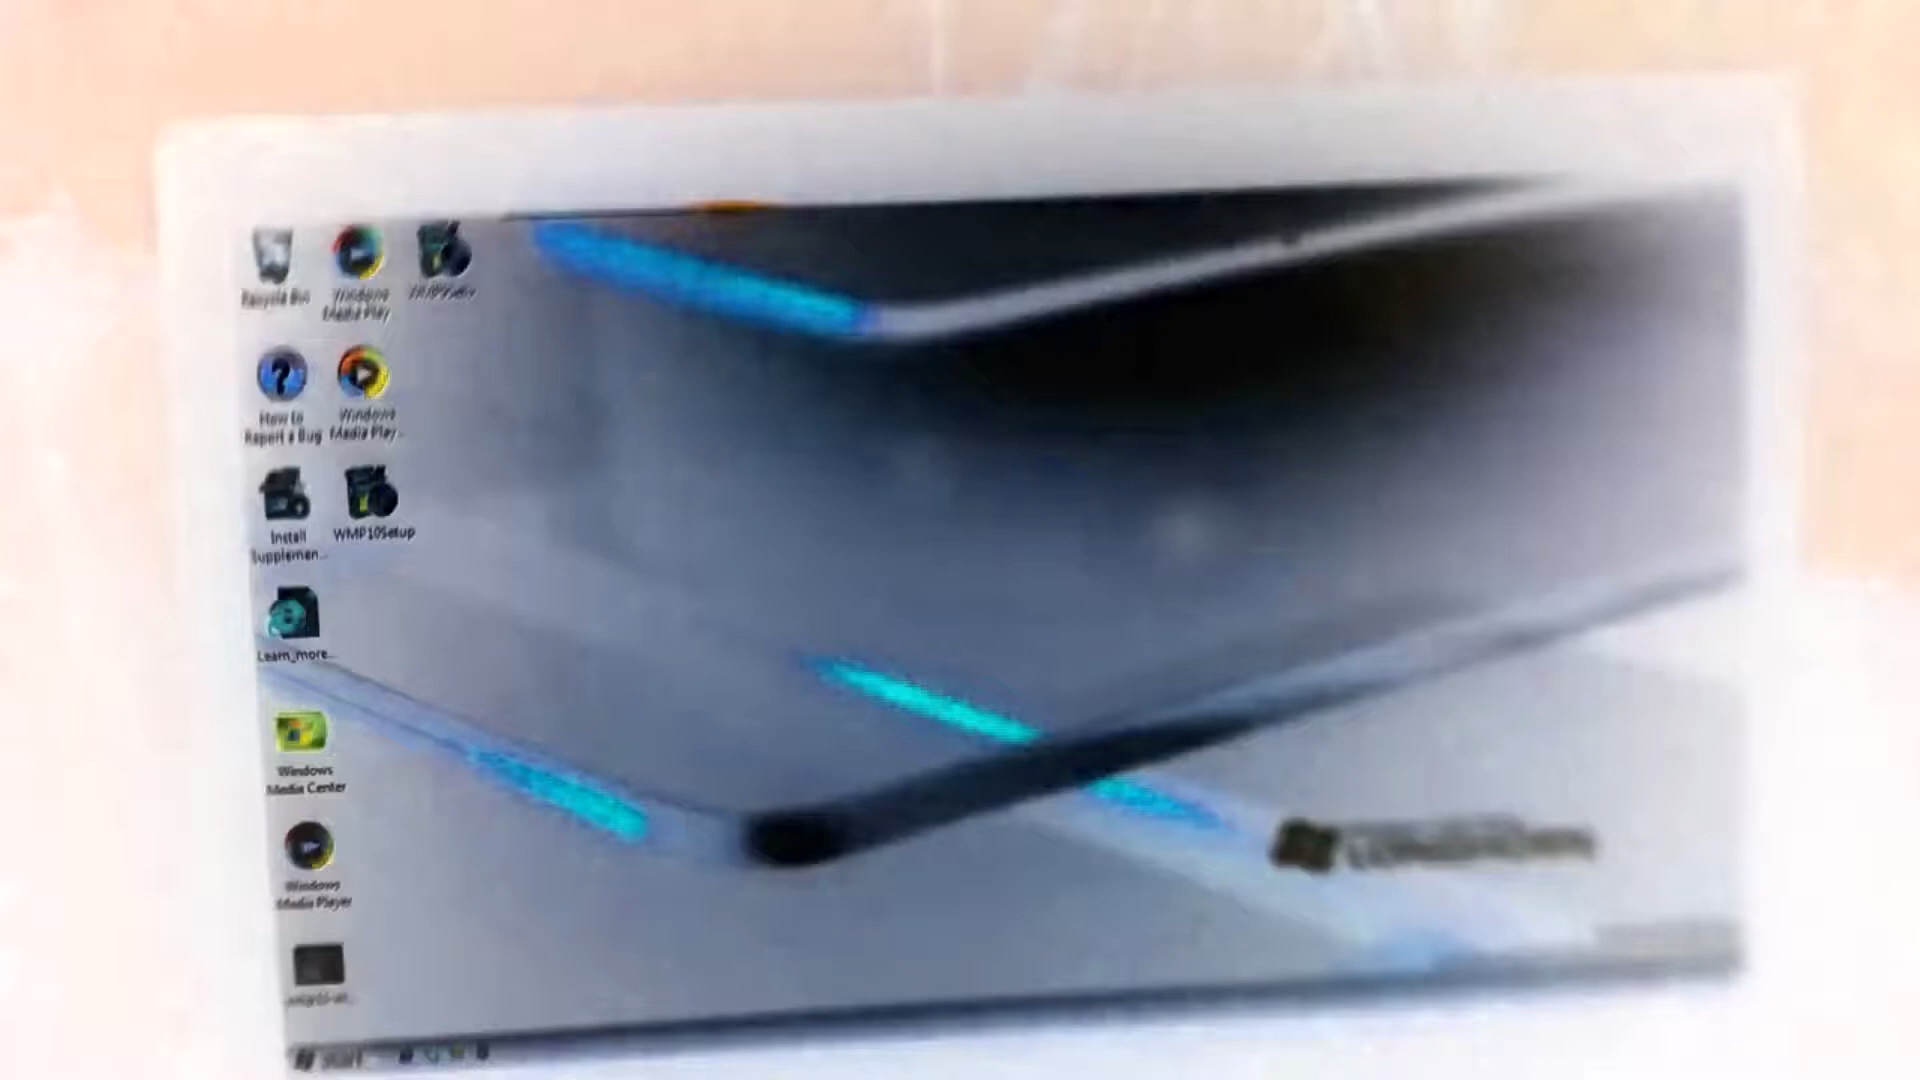 Recycle Bin
Windows
Media Play
How to
Report a Bug
Windows
Media Play...
Install
Supplemen...
WMP10Setup
Learn_more...
Windows
Media Center
Windows
Media Player
start